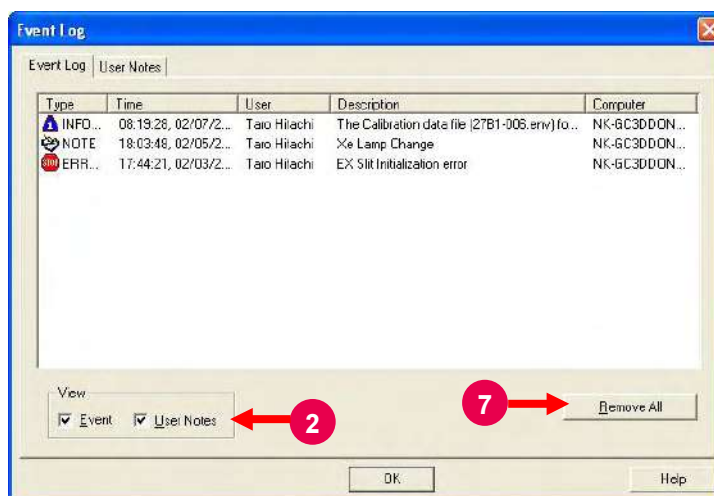 Event Log
Event Log User Notes
Type Time User Description Computer
INFO... 08:19:28, 02/07/2... Taro Hitachi The Calibration data file (27B1-006.env) fo... NK-GC3DDON...
NOTE 18:03:48, 02/05/2... Taro Hitachi Xe Lamp Change NK-GC3DDON...
STOP ERR... 17:44:21, 02/03/2... Taro Hitachi EX Slit Initialization error NK-GC3DDON...
View
Event User Notes 2 7 Remove All
OK Help